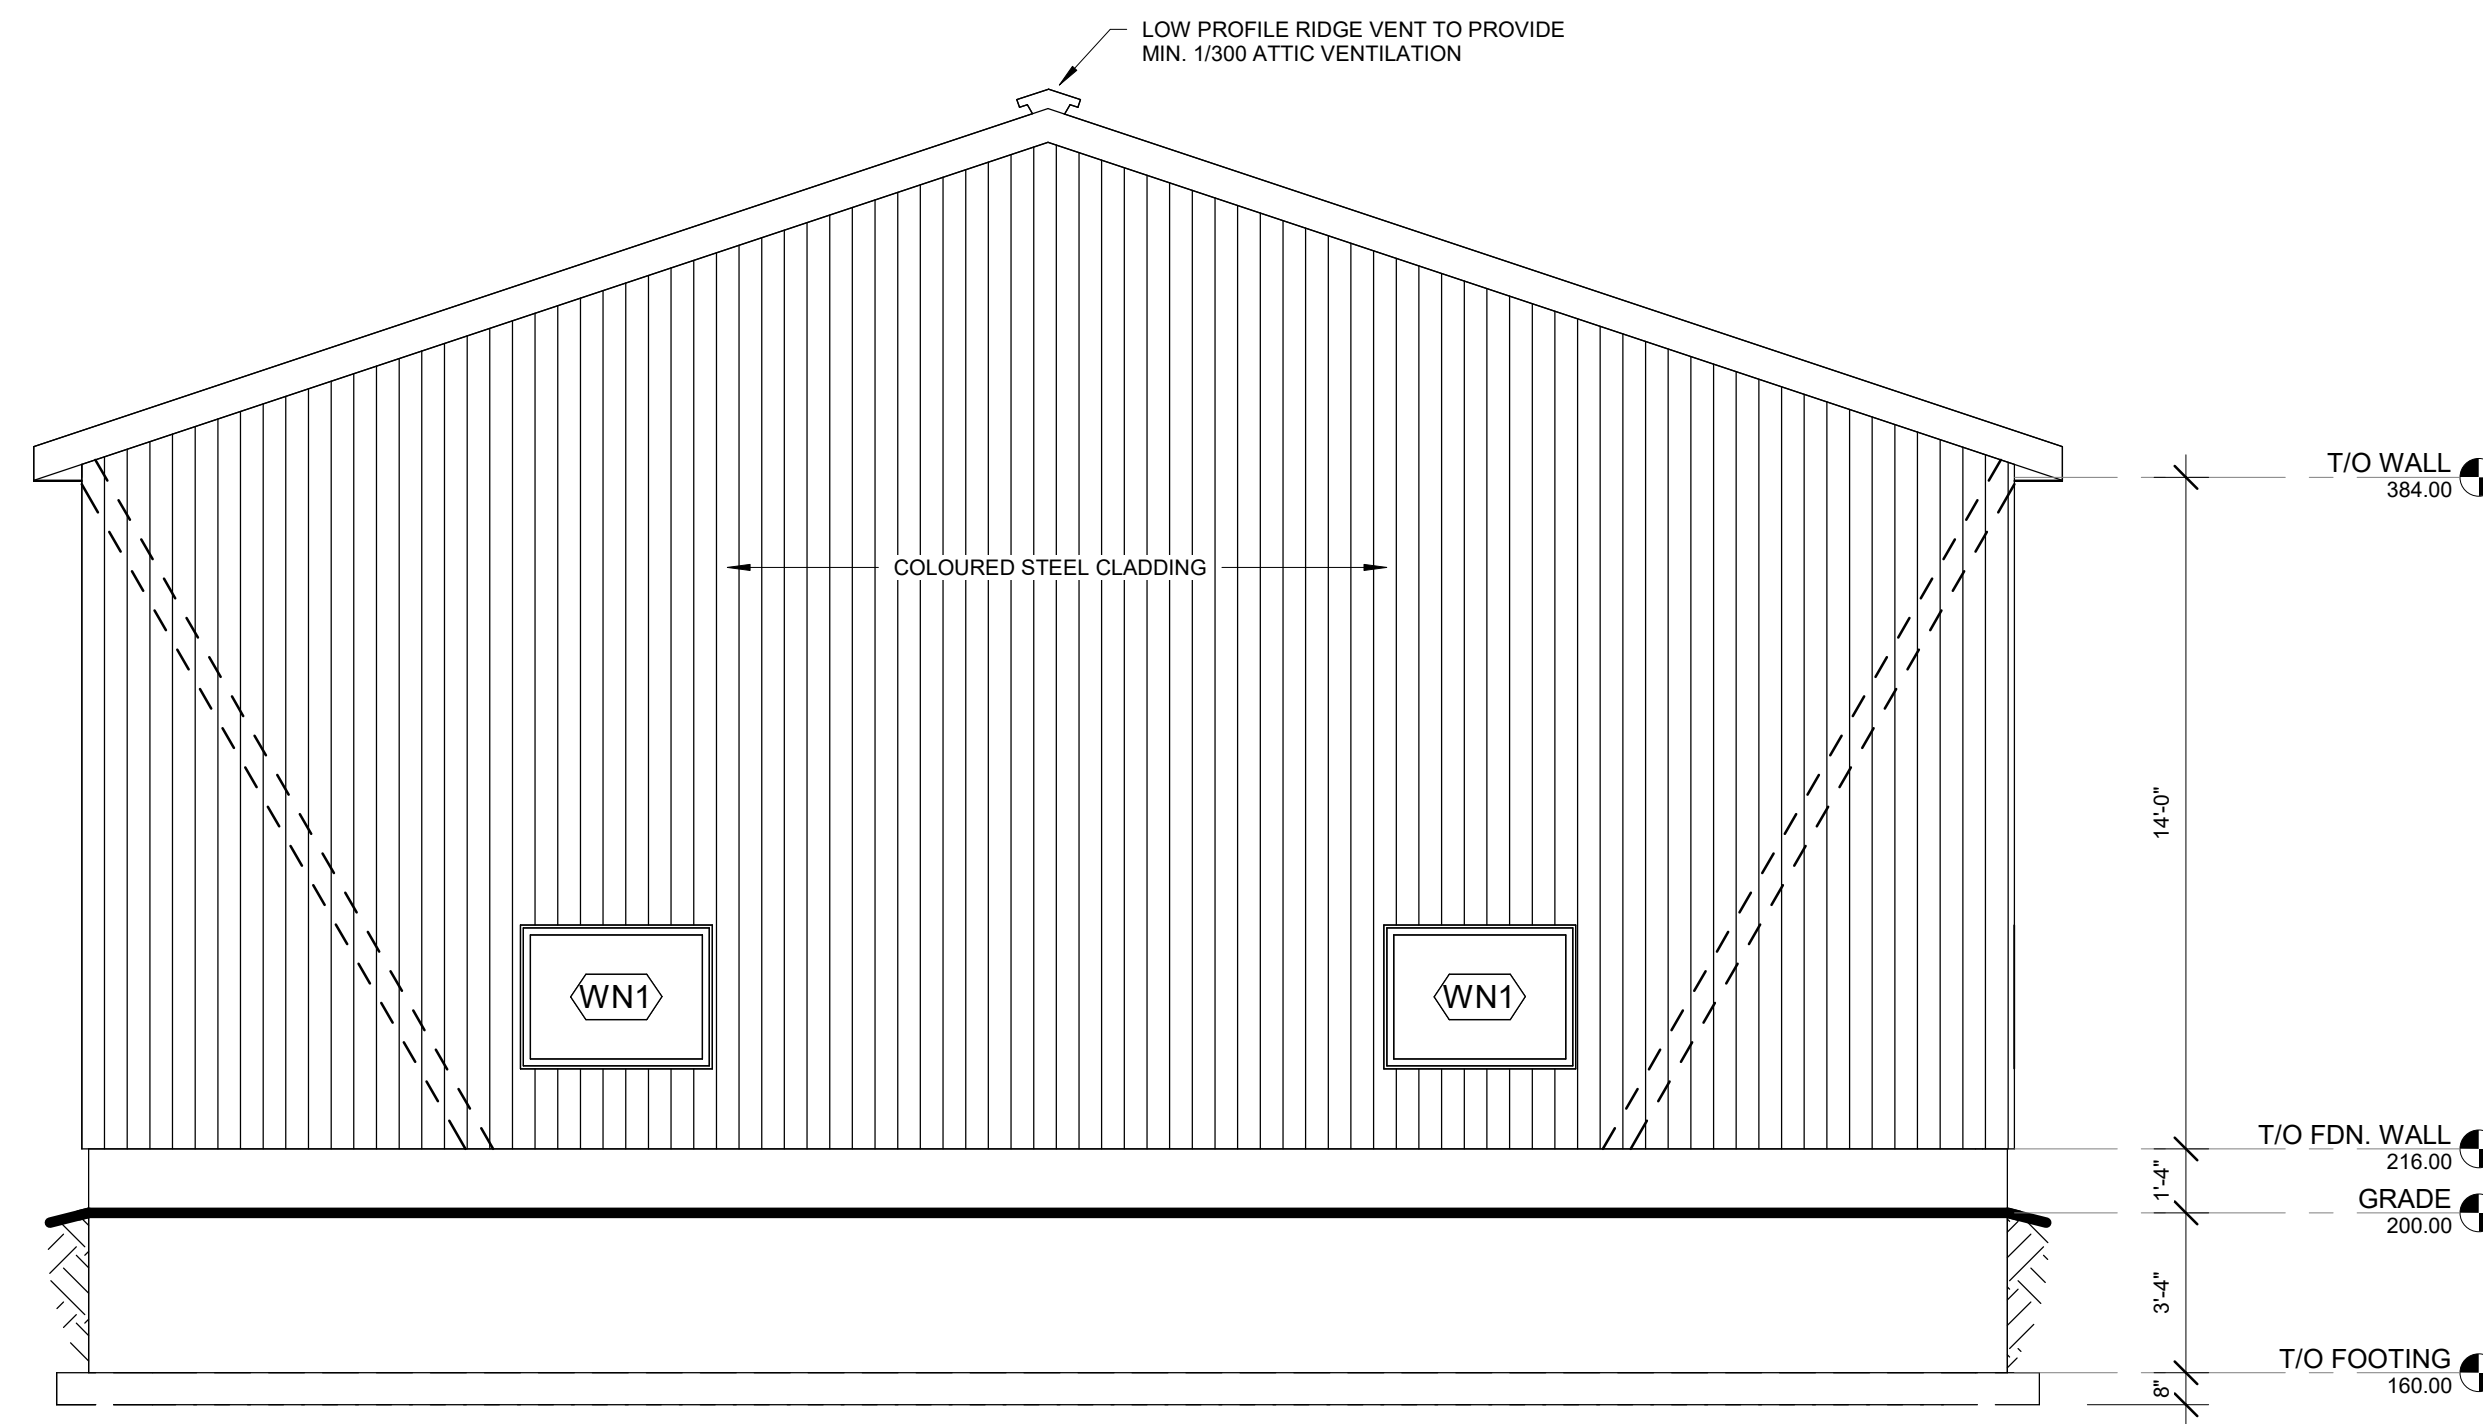 LOW PROFILE RIDGE VENT TO PROVIDE
MIN. 1/300 ATTIC VENTILATION
T/O WALL
384.00
COLOURED STEEL CLADDING
14'-0"
WN1
WN1
T/O FDN. WALL
216.00
1'-4"
GRADE
200.00
3'-4"
T/O FOOTING
160.00
8"